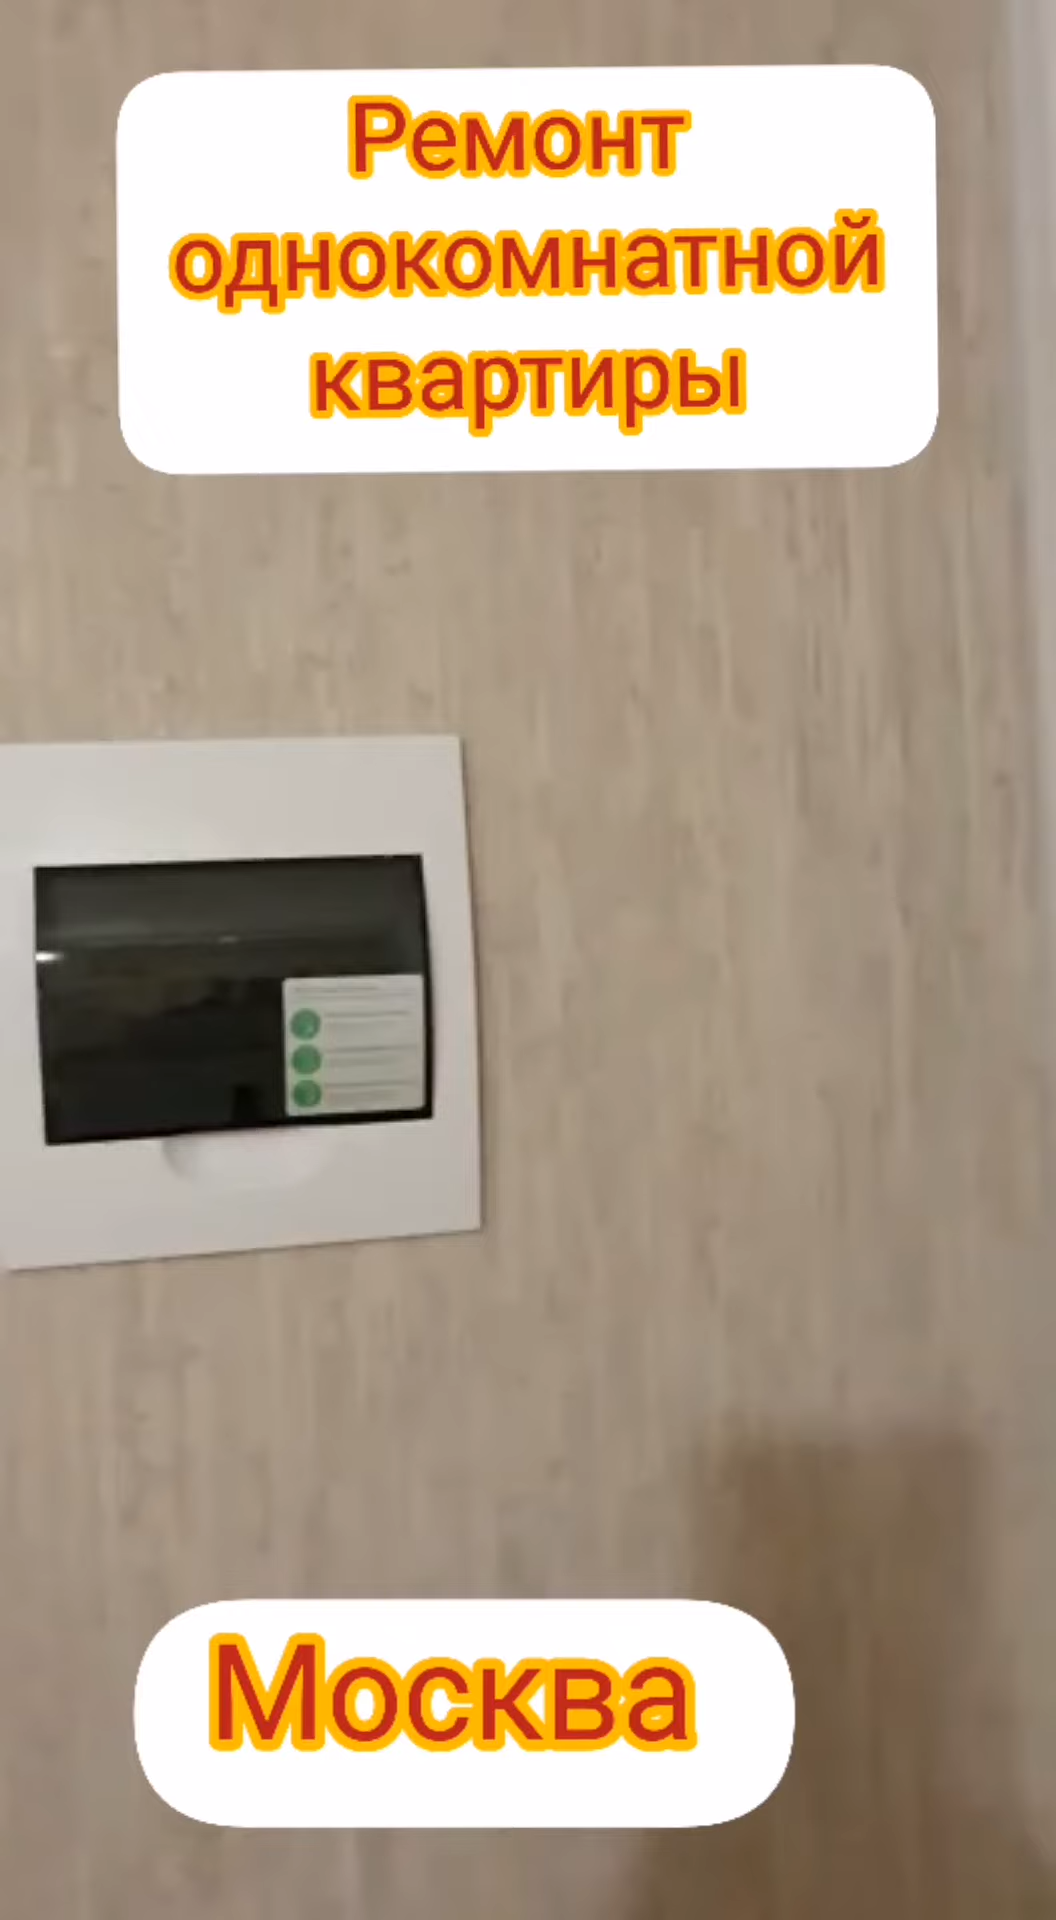 Ремонт
однокомнатной
квартиры
Москва